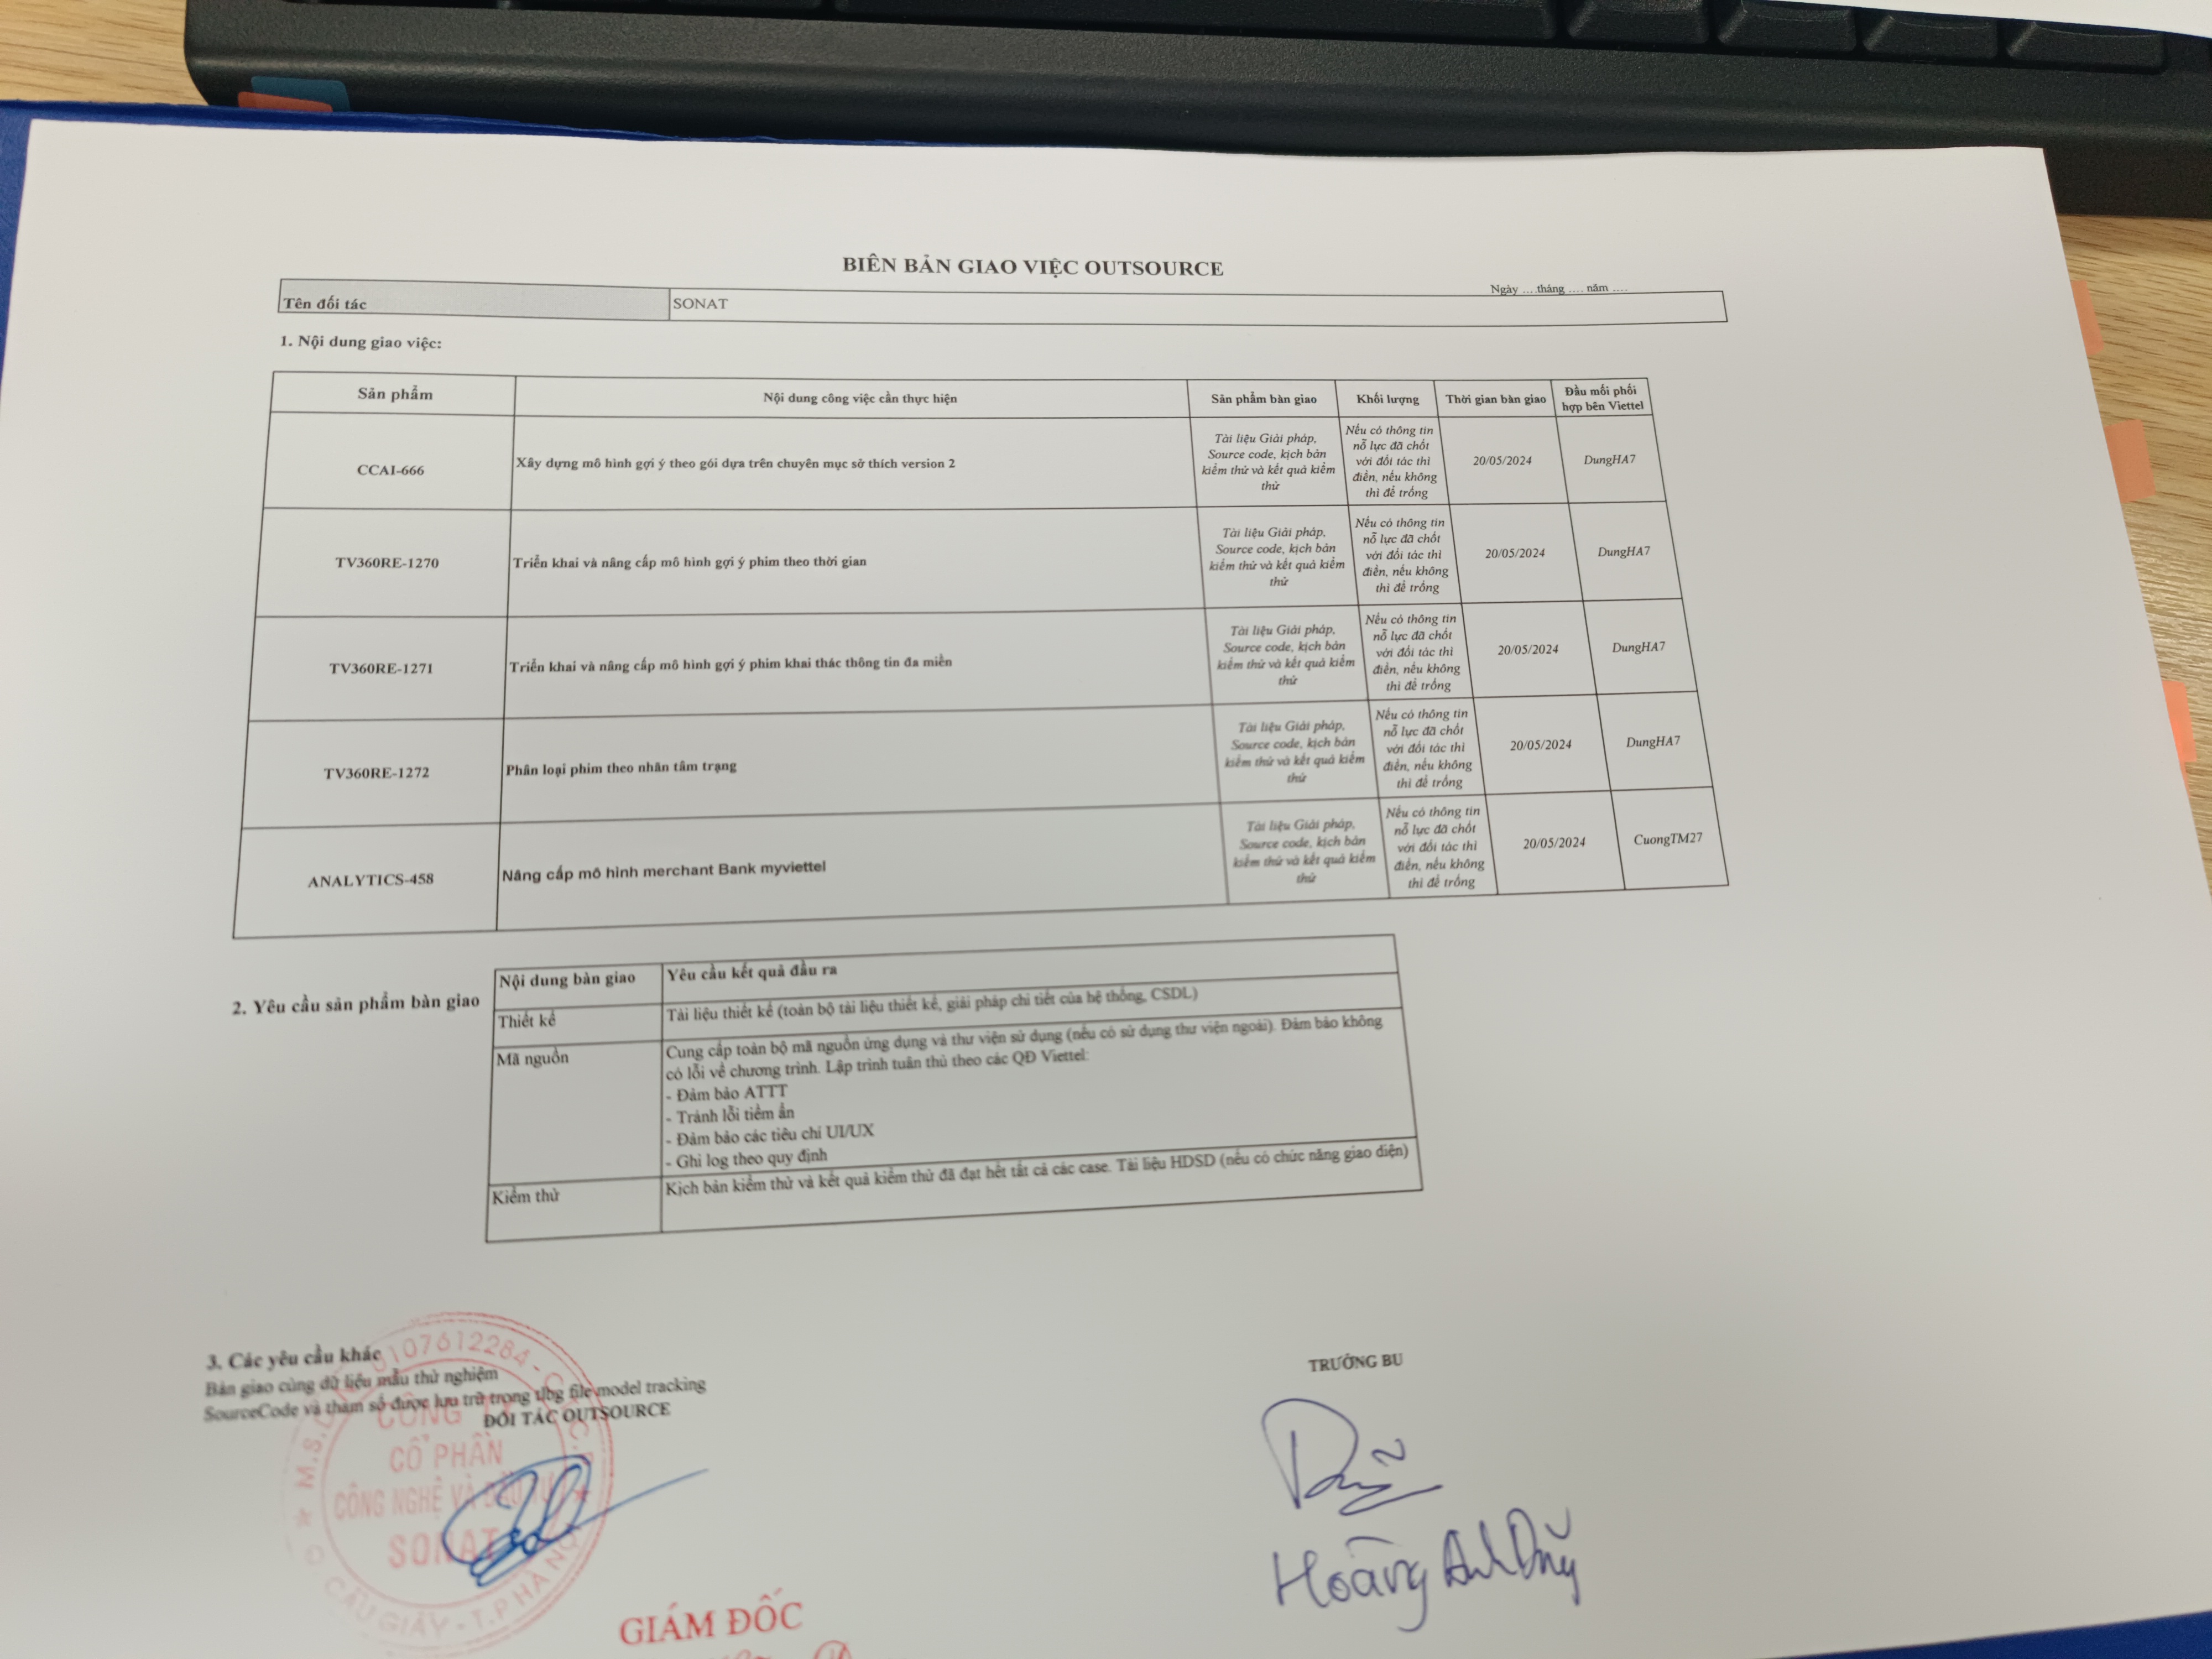 BIÊN BẢN GIAO VIỆC OUTSOURCE
Ngày ....tháng .... năm ....
Tên đối tác SONAT
1. Nội dung giao việc:
Sản phẩm Nội dung công việc cần thực hiện Sản phẩm bàn giao Khối lượng Thời gian bàn giao Đầu mối phối hợp bên Viettel
CCAI-666 Xây dựng mô hình gợi ý theo gói dựa trên chuyên mục sở thích version 2 Tài liệu Giải pháp, Source code, kịch bản kiểm thử và kết quả kiểm thử Nếu có thông tin nỗ lực đã chốt với đối tác thì điền, nếu không thì để trống 20/05/2024 DungHA7
TV360RE-1270 Triển khai và nâng cấp mô hình gợi ý phim theo thời gian Tài liệu Giải pháp, Source code, kịch bản kiểm thử và kết quả kiểm thử Nếu có thông tin nỗ lực đã chốt với đối tác thì điền, nếu không thì để trống 20/05/2024 DungHA7
TV360RE-1271 Triển khai và nâng cấp mô hình gợi ý phim khai thác thông tin đa miền Tài liệu Giải pháp, Source code, kịch bản kiểm thử và kết quả kiểm thử Nếu có thông tin nỗ lực đã chốt với đối tác thì điền, nếu không thì để trống 20/05/2024 DungHA7
TV360RE-1272 Phân loại phim theo nhãn tâm trạng Tài liệu Giải pháp, Source code, kịch bản kiểm thử và kết quả kiểm thử Nếu có thông tin nỗ lực đã chốt với đối tác thì điền, nếu không thì để trống 20/05/2024 DungHA7
ANALYTICS-458 Nâng cấp mô hình merchant Bank myviettel Tài liệu Giải pháp, Source code, kịch bản kiểm thử và kết quả kiểm thử Nếu có thông tin nỗ lực đã chốt với đối tác thì điền, nếu không thì để trống 20/05/2024 CuongTM27
2. Yêu cầu sản phẩm bàn giao
Nội dung bàn giao Yêu cầu kết quả đầu ra
Thiết kế Tài liệu thiết kế (toàn bộ tài liệu thiết kế, giải pháp chi tiết của hệ thống, CSDL)
Mã nguồn Cung cấp toàn bộ mã nguồn ứng dụng và thư viện sử dụng (nếu có sử dụng thư viện ngoài). Đảm bảo không
có lỗi về chương trình. Lập trình tuân thủ theo các QĐ Viettel:
- Đảm bảo ATTT
- Tránh lỗi tiềm ẩn
- Đảm bảo các tiêu chí UI/UX
- Ghi log theo quy định
Kiểm thử Kịch bản kiểm thử và kết quả kiểm thử đã đạt hết tất cả các case. Tài liệu HDSD (nếu có chức năng giao diện)
3. Các yêu cầu khác
Bàn giao cùng dữ liệu mẫu thử nghiệm
SourceCode và tham số được lưu trữ trong file model tracking
ĐỐI TÁC OUTSOURCE
TRƯỞNG BU
0107612284
CÔNG TY
CỔ PHẦN
CÔNG NGHỆ VÀ ĐẦU TƯ
SONAT
Q. CẦU GIẤY - T.P HÀ NỘI
GIÁM ĐỐC
Hoàng Anh Dũng